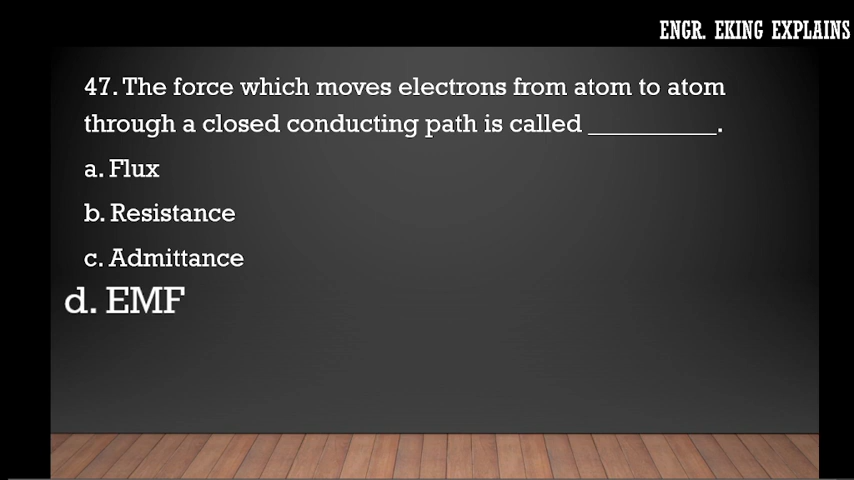 ENGR. EKING EXPLAINS
47. The force which moves electrons from atom to atom
through a closed conducting path is called __________.
a. Flux
b. Resistance
c. Admittance
d. EMF